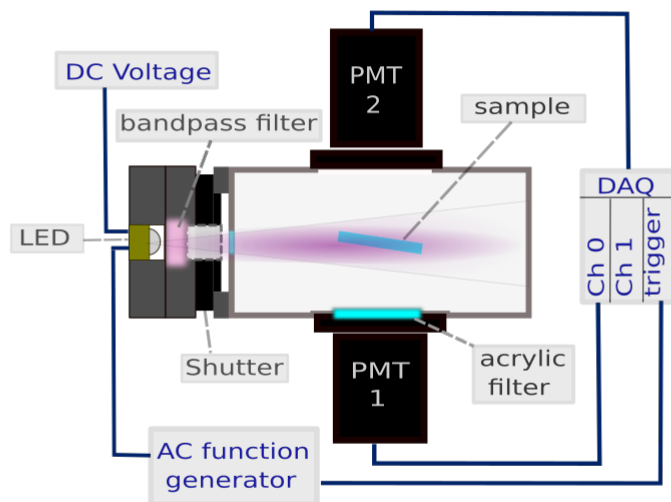 DC Voltage
bandpass filter
PMT
2
sample
DAQ
Ch 0
Ch 1
trigger
LED
Shutter
PMT
1
acrylic
filter
AC function
generator